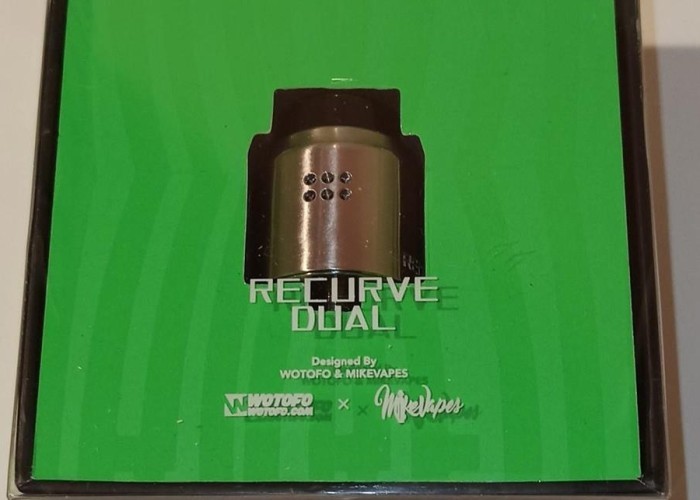 RECURVE
DUAL
Designed By
WOTOFO & MIKEVAPES
WOTOFO × MikeVapes
WOTOFO.COM